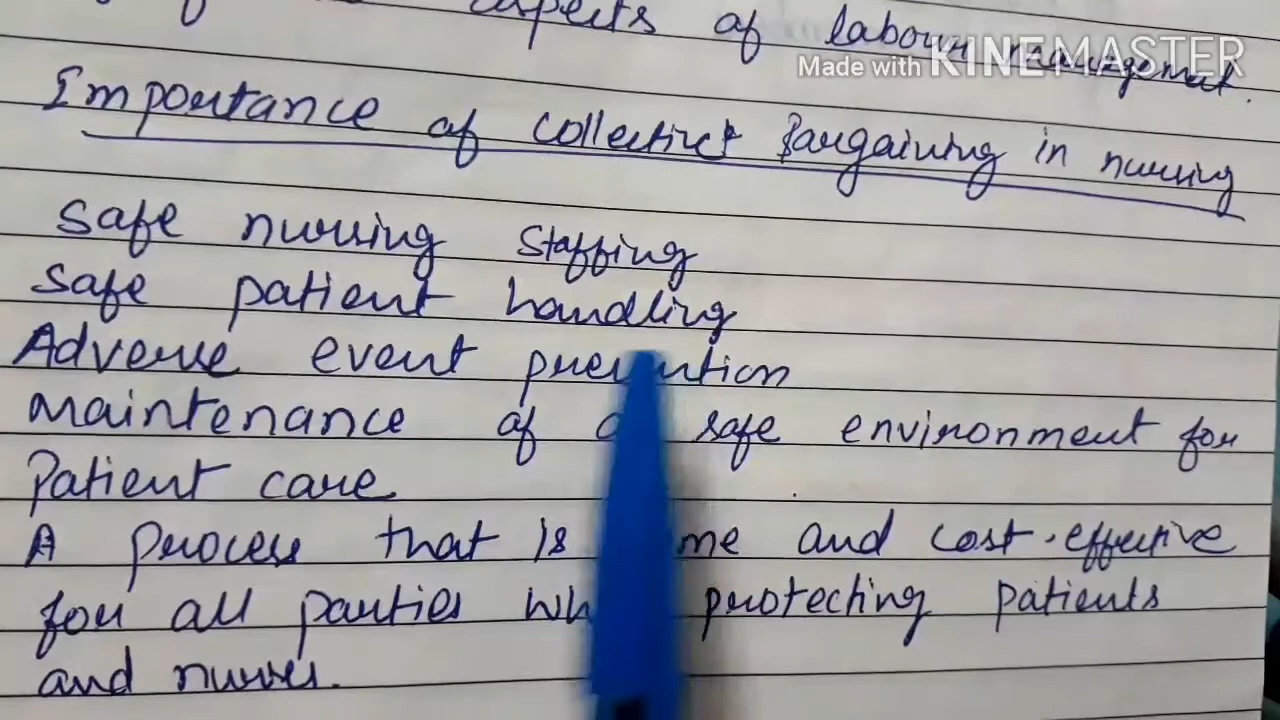 aspects of labour management.
Made with KINEMASTER
Importance of collective Bargaining in nursing
Safe nursing staffing
Safe patient handling
Adverse event prevention
Maintenance of a safe environment for
Patient care
A process that is and cost-effective
for all parties protecting patients
and nurses.